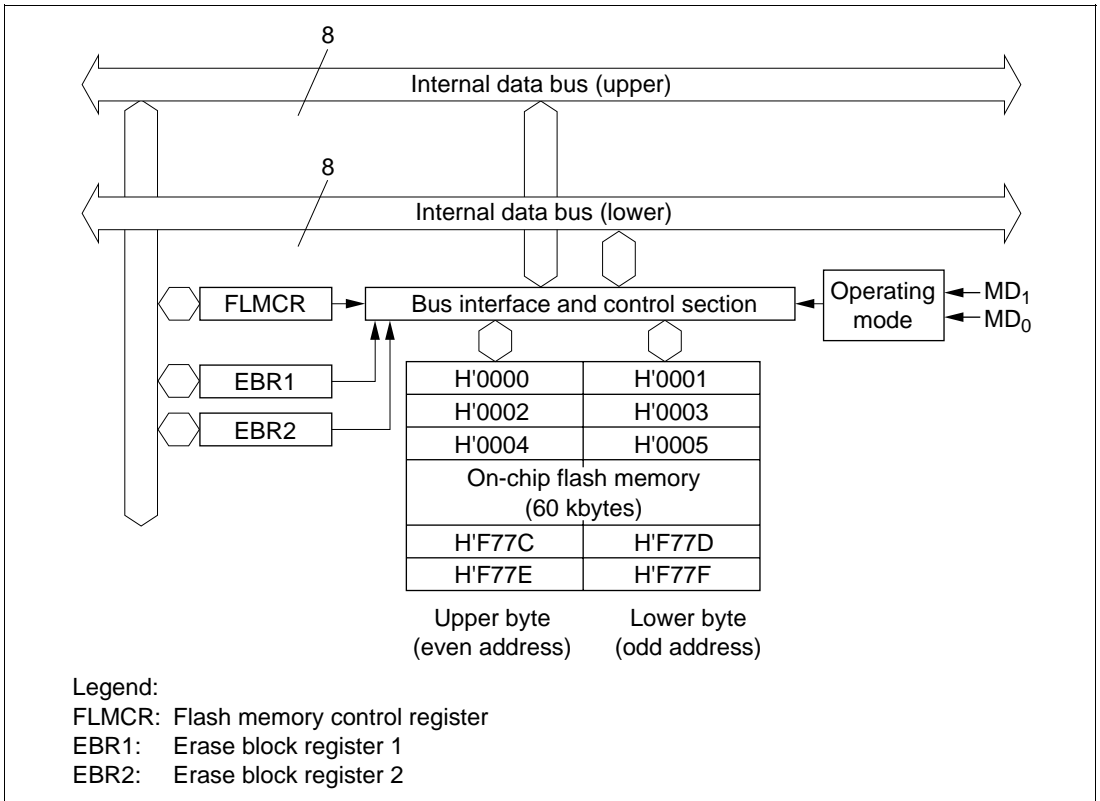 8
Internal data bus (upper)
8
Internal data bus (lower)
FLMCR
Bus interface and control section
Operating
mode
MD1
MD0
EBR1
EBR2
H'0000 H'0001
H'0002 H'0003
H'0004 H'0005
On-chip flash memory
(60 kbytes)
H'F77C H'F77D
H'F77E H'F77F
Upper byte
(even address)
Lower byte
(odd address)
Legend:
FLMCR: Flash memory control register
EBR1: Erase block register 1
EBR2: Erase block register 2